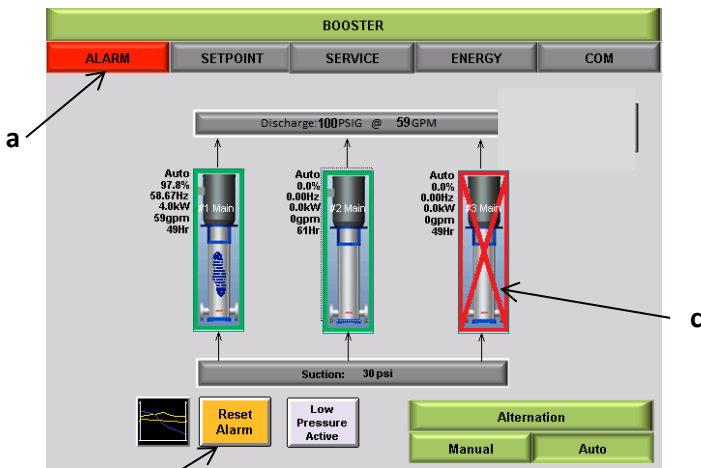 BOOSTER
ALARM SETPOINT SERVICE ENERGY COM
a
Discharge:100PSIG @ 59GPM
Auto
97.8%
58.67Hz
4.0kW
59gpm
49Hr
#1 Main
Auto
0.0%
0.00Hz
0.0kW
0gpm
61Hr
#2 Main
Auto
0.0%
0.00Hz
0.0kW
0gpm
49Hr
#3 Main
c
Suction: 30 psi
Reset
Alarm
Low
Pressure
Active
Alternation
Manual Auto